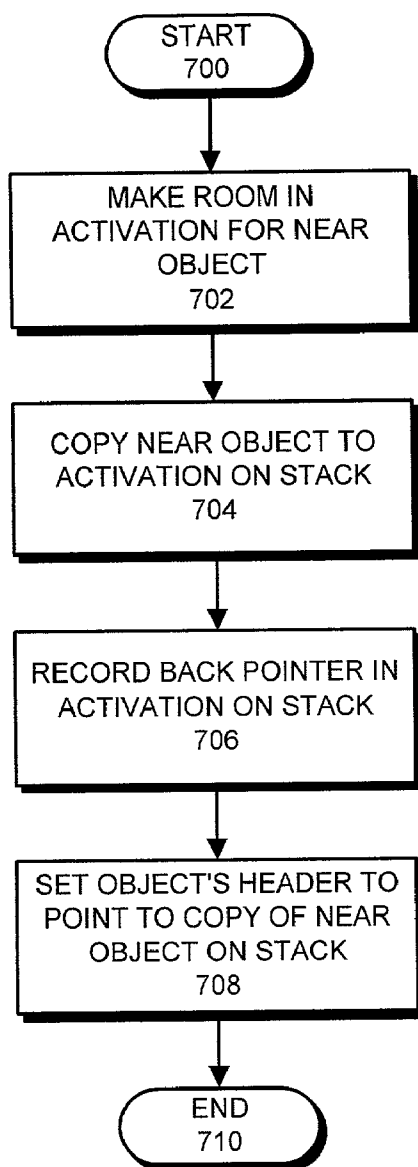 START
700
MAKE ROOM IN
ACTIVATION FOR NEAR
OBJECT
702
COPY NEAR OBJECT TO
ACTIVATION ON STACK
704
RECORD BACK POINTER IN
ACTIVATION ON STACK
706
SET OBJECT'S HEADER TO
POINT TO COPY OF NEAR
OBJECT ON STACK
708
END
710